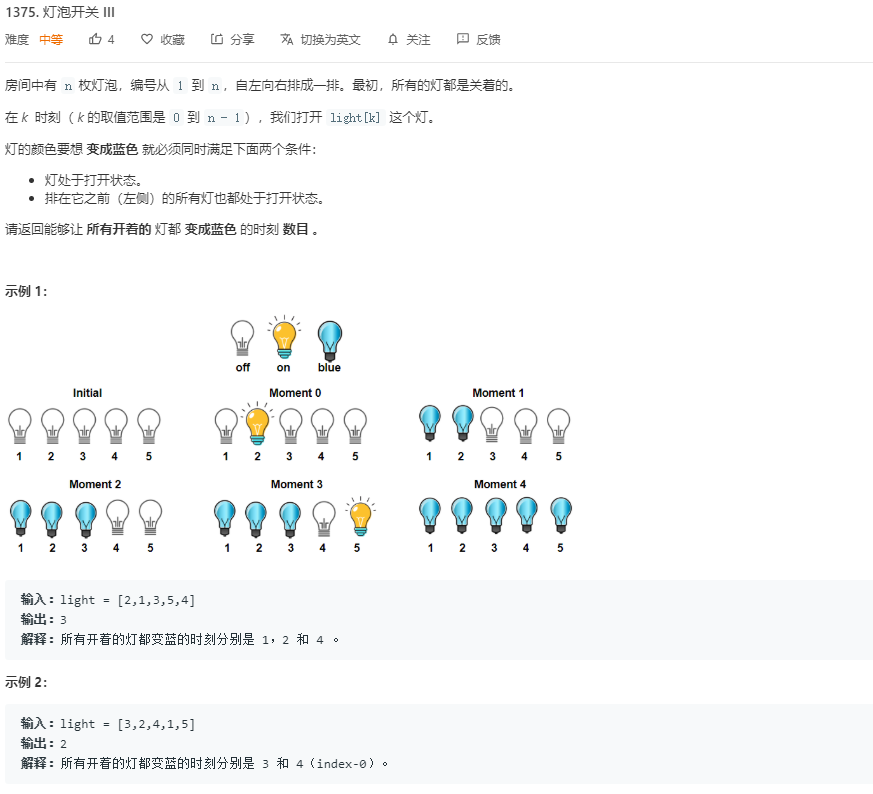 1375. 灯泡开关 III
难度 中等 4 收藏 分享 切换为英文 关注 反馈
房间中有 n 枚灯泡，编号从 1 到 n，自左向右排成一排。最初，所有的灯都是关着的。
在 k 时刻（ k 的取值范围是 0 到 n - 1），我们打开 light[k] 这个灯。
灯的颜色要想 变成蓝色 就必须同时满足下面两个条件：
灯处于打开状态。
排在它之前（左侧）的所有灯也都处于打开状态。
请返回能够让 所有开着的 灯都 变成蓝色 的时刻 数目 。
示例 1：
off on blue
Initial Moment 0 Moment 1
1 2 3 4 5 1 2 3 4 5 1 2 3 4 5
Moment 2 Moment 3 Moment 4
1 2 3 4 5 1 2 3 4 5 1 2 3 4 5
输入：light = [2,1,3,5,4]
输出：3
解释：所有开着的灯都变蓝的时刻分别是 1，2 和 4 。
示例 2：
输入：light = [3,2,4,1,5]
输出：2
解释：所有开着的灯都变蓝的时刻分别是 3 和 4（index-0）。